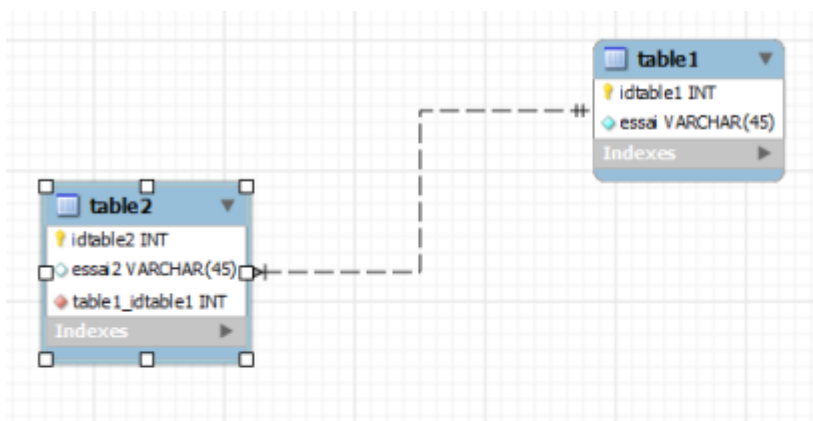 table1
idtable1 INT
essai VARCHAR(45)
Indexes
table2
idtable2 INT
essai2 VARCHAR(45)
table1_idtable1 INT
Indexes